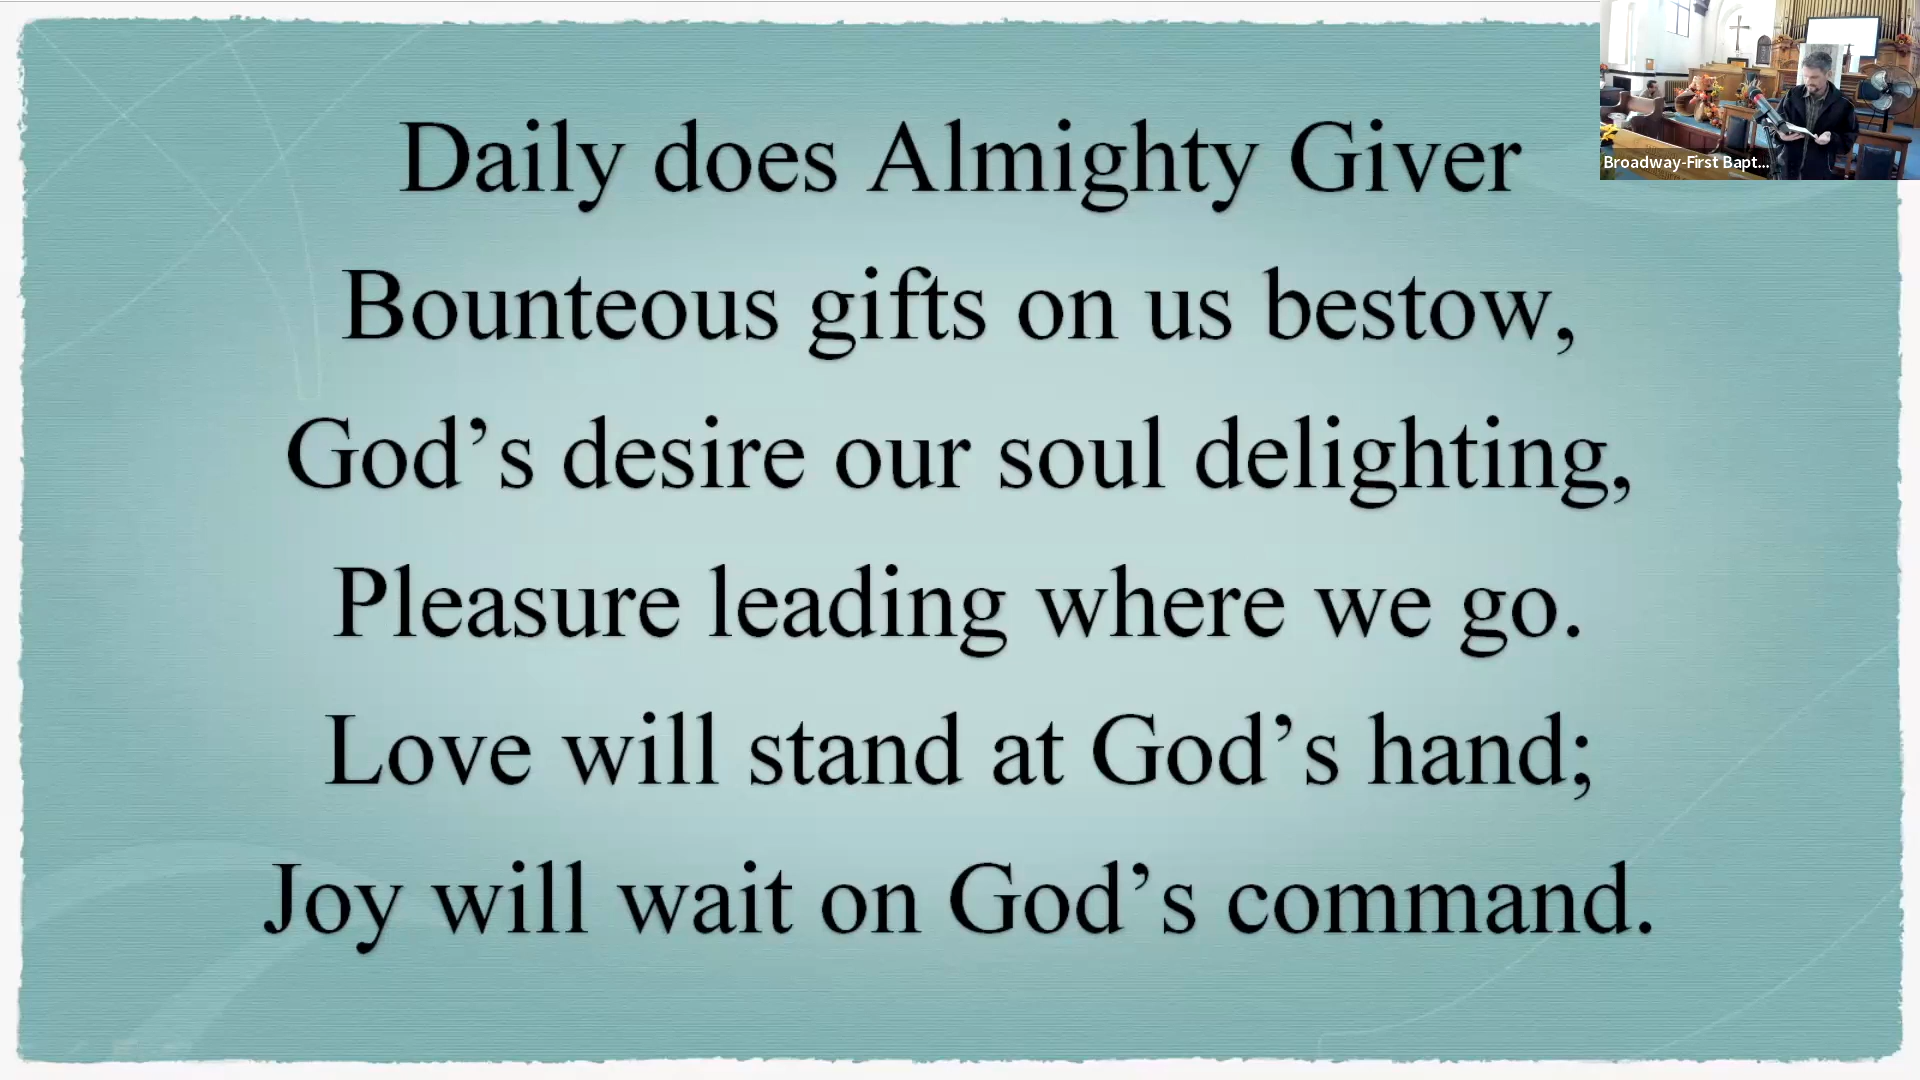 Daily does Almighty Giver
Bounteous gifts on us bestow,
God’s desire our soul delighting,
Pleasure leading where we go.
Love will stand at God’s hand;
Joy will wait on God’s command.
Broadway-First Bapt...